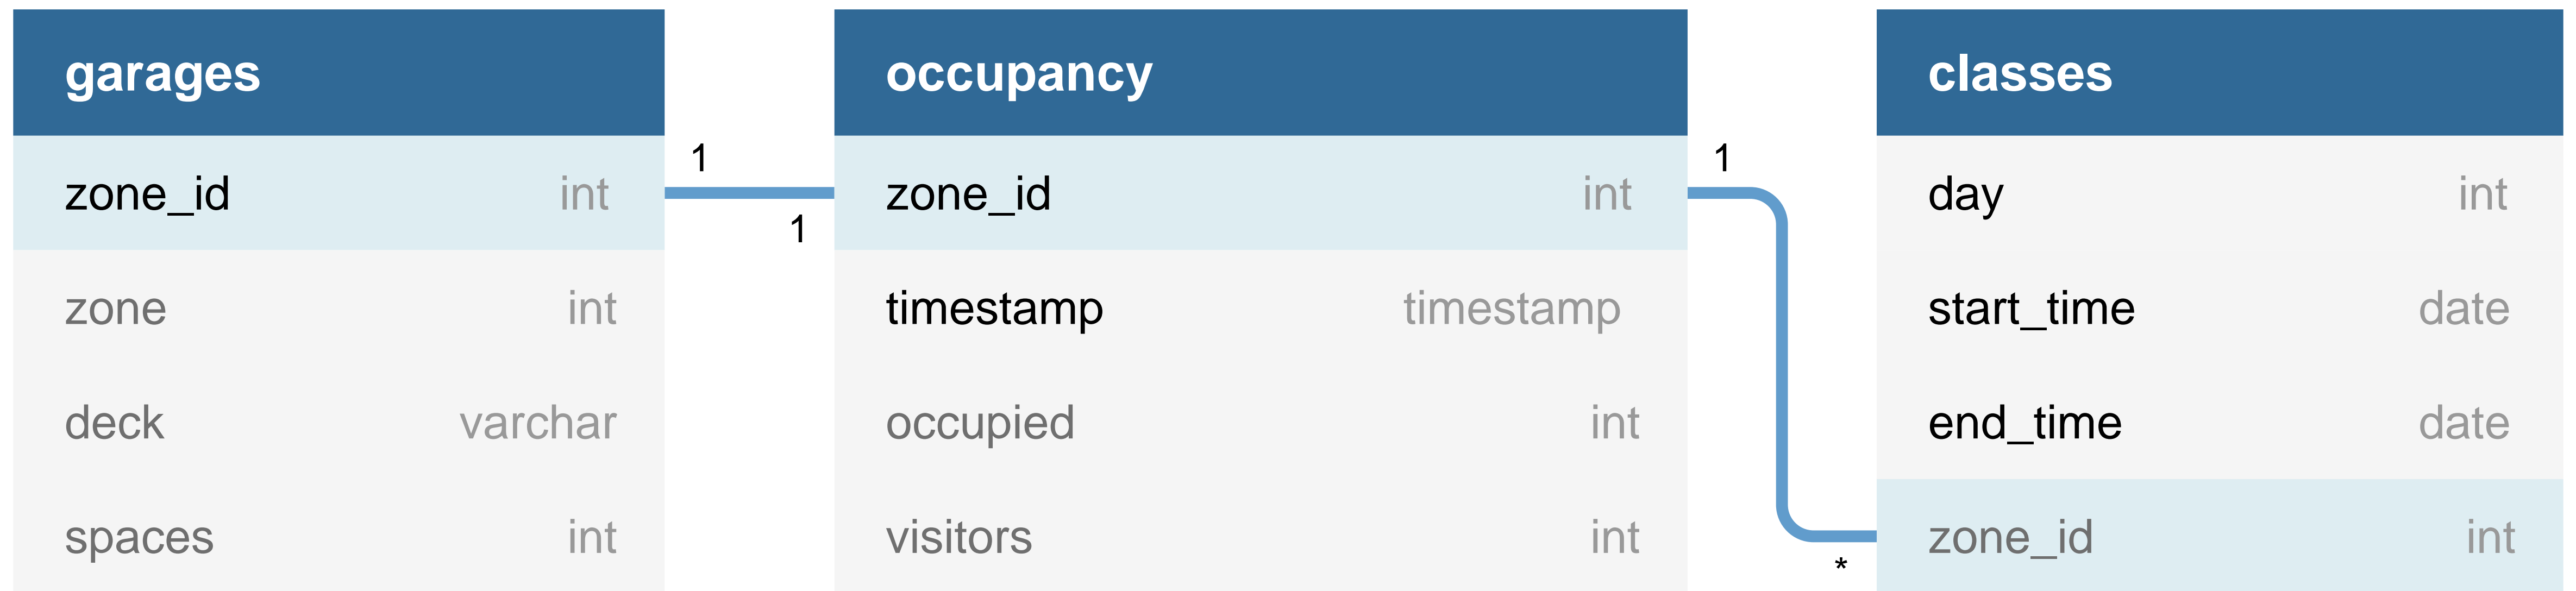 garages
zone_id int
zone int
deck varchar
spaces int
1
1
occupancy
zone_id int
timestamp timestamp
occupied int
visitors int
1
*
classes
day int
start_time date
end_time date
zone_id int